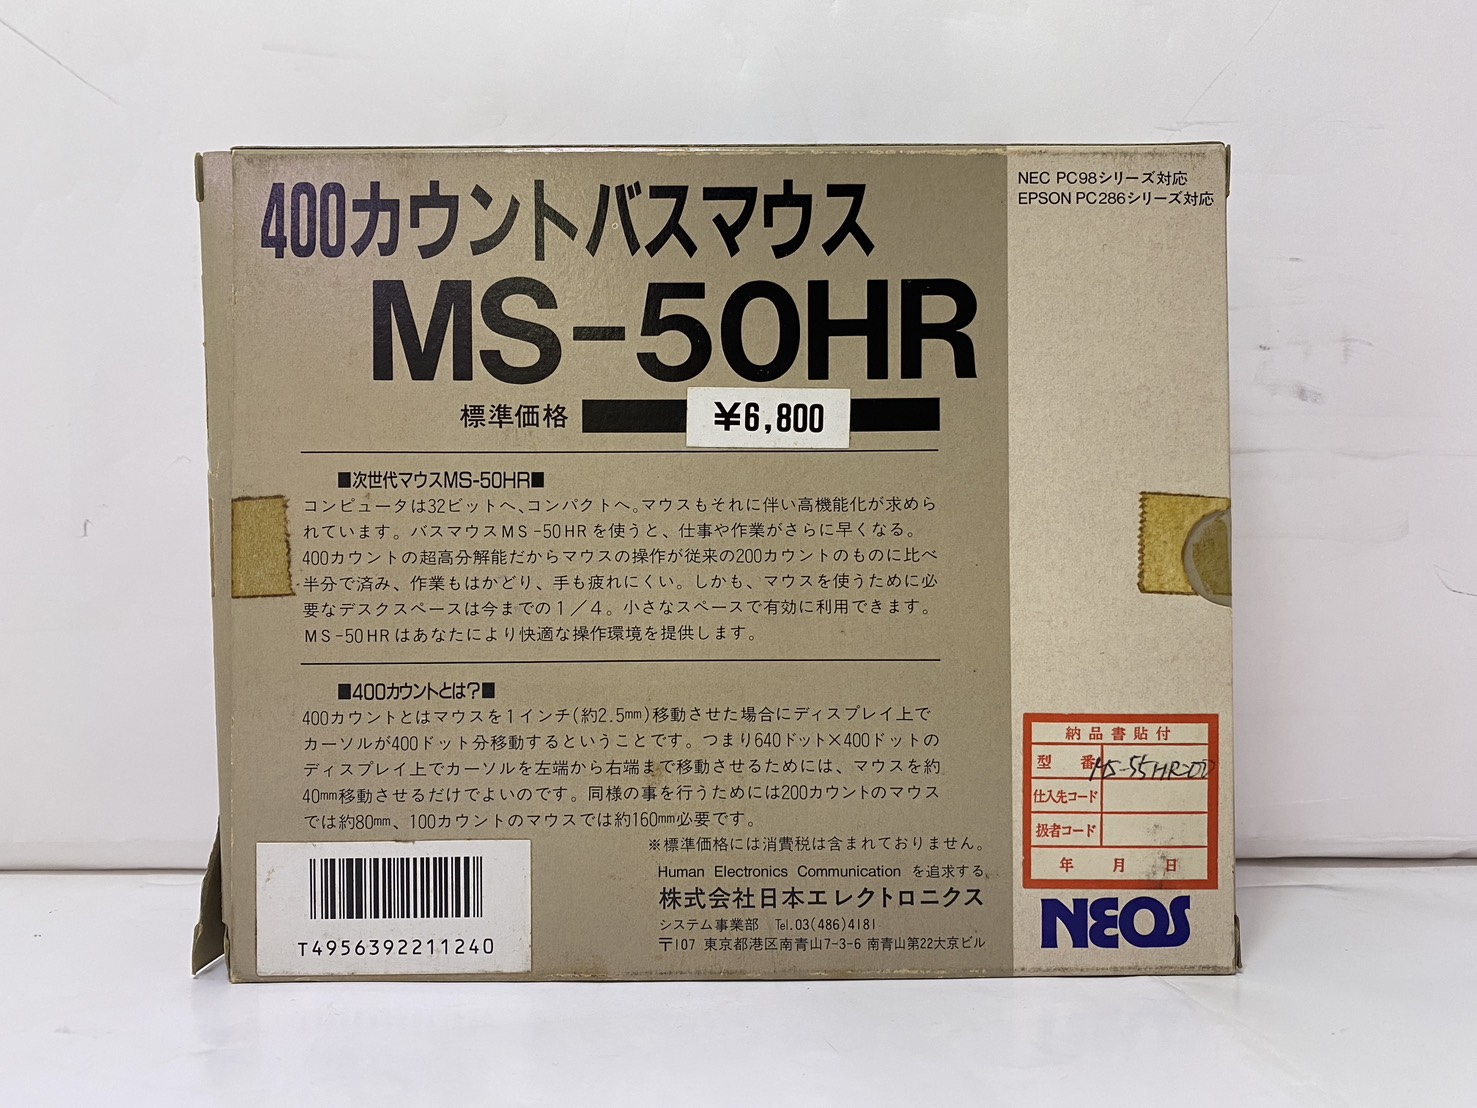 400カウントバスマウス
MS-50HR
標準価格 ¥6,800
NEC PC98シリーズ対応
EPSON PC286シリーズ対応
■次世代マウスMS-50HR■
コンピュータは32ビットへ、コンパクトへ。マウスもそれに伴い高機能化が求めら
れています。バスマウスMS-50HRを使うと、仕事や作業がさらに早くなる。
400カウントの超高分解能だからマウスの操作が従来の200カウントのものに比べ
半分で済み、作業もはかどり、手も疲れにくい。しかも、マウスを使うために必
要なデスクスペースは今までの1/4。小さなスペースで有効に利用できます。
MS-50HRはあなたにより快適な操作環境を提供します。
■400カウントとは?■
400カウントとはマウスを1インチ(約2.5mm)移動させた場合にディスプレイ上で
カーソルが400ドット分移動するということです。つまり640ドット×400ドットの
ディスプレイ上でカーソルを左端から右端まで移動させるためには、マウスを約
40mm移動させるだけでよいのです。同様の事を行うためには200カウントのマウス
では約80mm、100カウントのマウスでは約160mm必要です。
※標準価格には消費税は含まれておりません。
Human Electronics Communication を追求する
株式会社日本エレクトロニクス
システム事業部 Tel.03(486)4181
〒107 東京都港区南青山7-3-6 南青山第22大京ビル
T4956392211240
納品書貼付
型番 MS-55HR-00
仕入先コード
扱者コード
年 月 日
NEOS